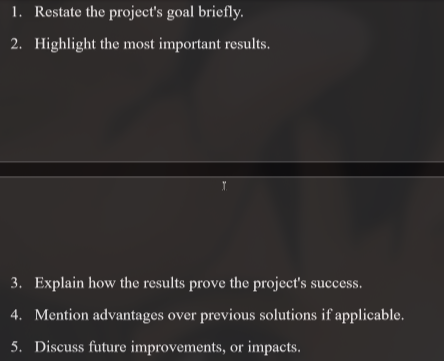 1. Restate the project's goal briefly.
2. Highlight the most important results.
3. Explain how the results prove the project's success.
4. Mention advantages over previous solutions if applicable.
5. Discuss future improvements, or impacts.